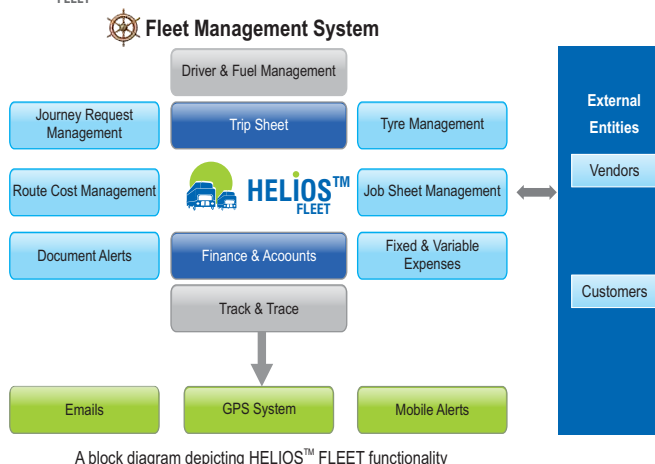 FLEET
Fleet Management System
Driver & Fuel Management
Journey Request
Management
Trip Sheet
Tyre Management
Route Cost Management
HELIOS™
FLEET
Job Sheet Management
Document Alerts
Finance & Acoounts
Fixed & Variable
Expenses
Track & Trace
Emails
GPS System
Mobile Alerts
External
Entities
Vendors
Customers
A block diagram depicting HELIOS™ FLEET functionality